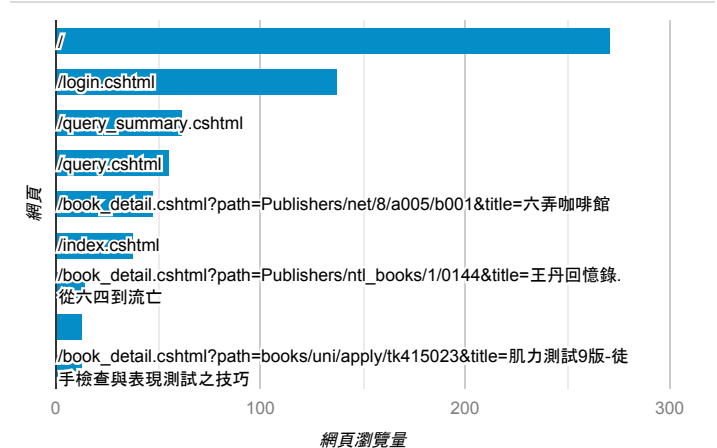 /
/login.cshtml
/query_summary.cshtml
/query.cshtml
/book_detail.cshtml?path=Publishers/net/8/a005/b001&title=六弄咖啡館
/index.cshtml
/book_detail.cshtml?path=Publishers/ntl_books/1/0144&title=王丹回憶錄.
從六四到流亡
/book_detail.cshtml?path=books/uni/apply/tk415023&title=肌力測試9版-徒
手檢查與表現測試之技巧
網頁
0 100 200 300
網頁瀏覽量